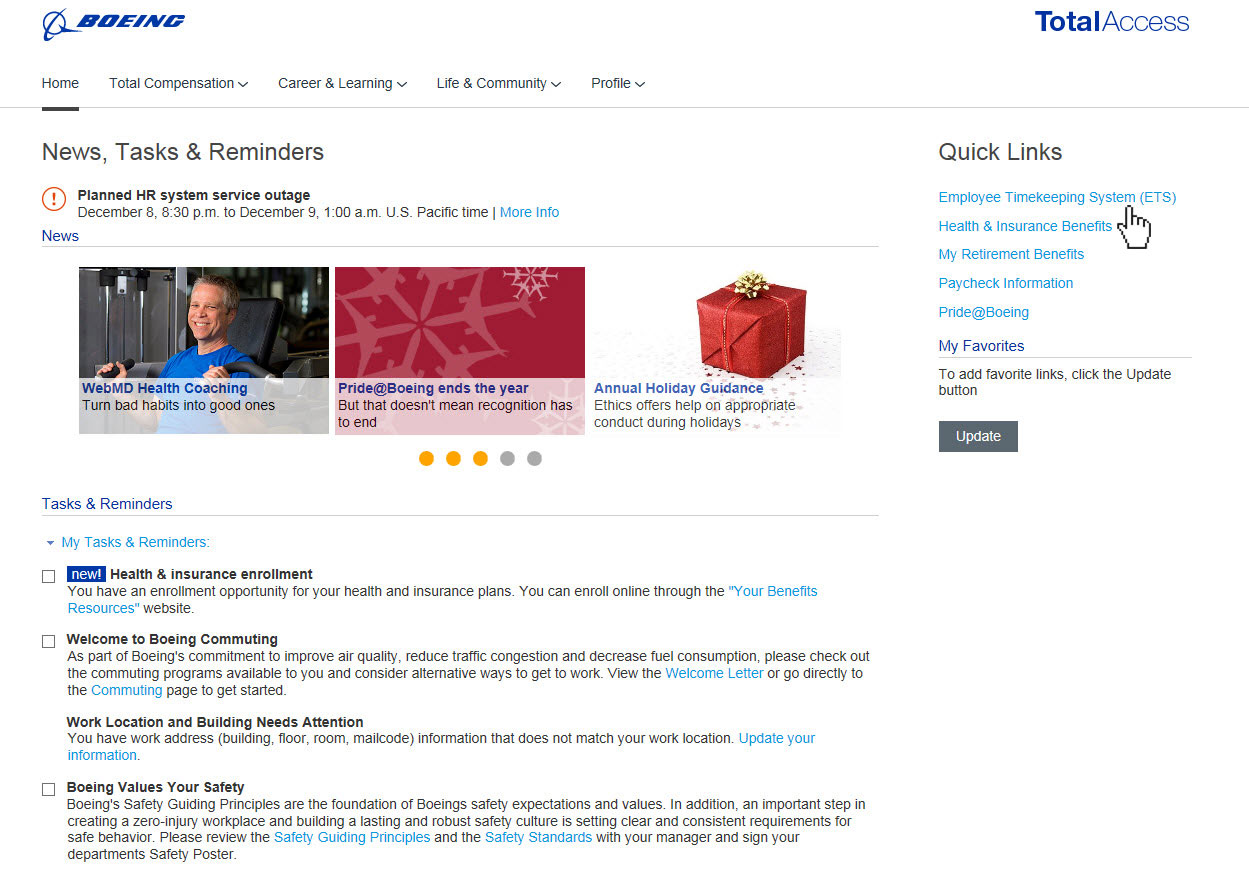 BOEING
TotalAccess
Home Total Compensation Career & Learning Life & Community Profile
News, Tasks & Reminders
!
Planned HR system service outage
December 8, 8:30 p.m. to December 9, 1:00 a.m. U.S. Pacific time | More Info
News
WebMD Health Coaching
Turn bad habits into good ones
Pride@Boeing ends the year
But that doesn't mean recognition has
to end
Annual Holiday Guidance
Ethics offers help on appropriate
conduct during holidays
Tasks & Reminders
My Tasks & Reminders:
new! Health & insurance enrollment
You have an enrollment opportunity for your health and insurance plans. You can enroll online through the "Your Benefits
Resources" website.
Welcome to Boeing Commuting
As part of Boeing's commitment to improve air quality, reduce traffic congestion and decrease fuel consumption, please check out
the commuting programs available to you and consider alternative ways to get to work. View the Welcome Letter or go directly to
the Commuting page to get started.
Work Location and Building Needs Attention
You have work address (building, floor, room, mailcode) information that does not match your work location. Update your
information.
Boeing Values Your Safety
Boeing's Safety Guiding Principles are the foundation of Boeings safety expectations and values. In addition, an important step in
creating a zero-injury workplace and building a lasting and robust safety culture is setting clear and consistent requirements for
safe behavior. Please review the Safety Guiding Principles and the Safety Standards with your manager and sign your
departments Safety Poster.
Quick Links
Employee Timekeeping System (ETS)
Health & Insurance Benefits
My Retirement Benefits
Paycheck Information
Pride@Boeing
My Favorites
To add favorite links, click the Update
button
Update